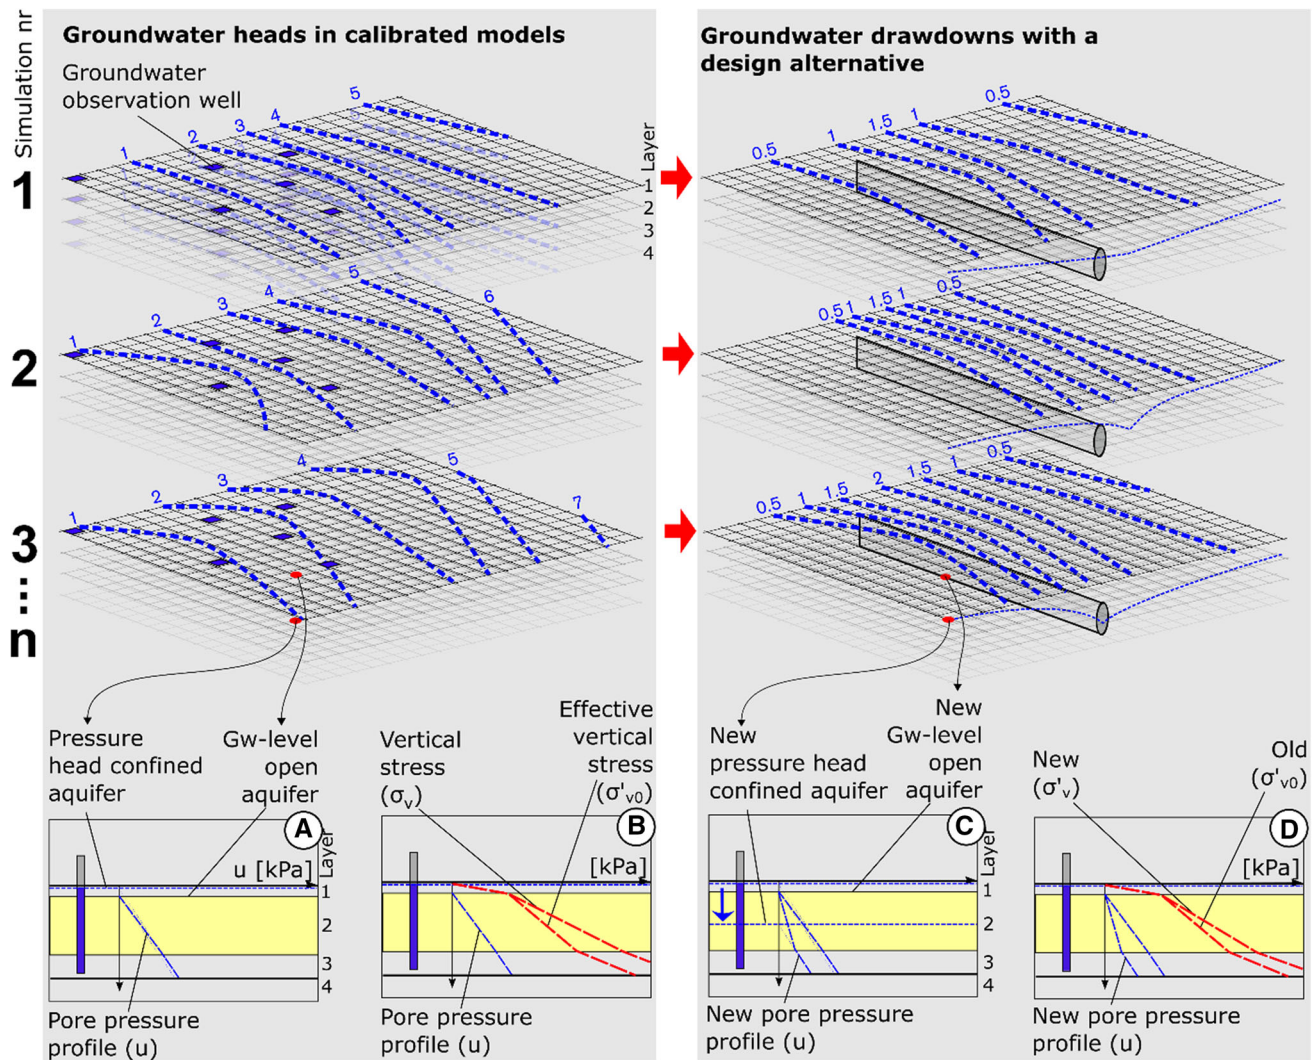 Simulation nr
Groundwater heads in calibrated models
Groundwater
observation well
1
1
2
3
4
5
Layer
1
2
3
4
2
1
2
3
4
5
6
3
1
2
3
4
5
7
n
Groundwater drawdowns with a
design alternative
0.5
1
1.5
1
0.5
0.5
1
1.5
1
0.5
0.5
1
1.5
2
1.5
1
0.5
Pressure
head confined
aquifer
Gw-level
open
aquifer
Vertical
stress
(σv)
Effective
vertical
stress
(σ'v0)
A
u [kPa]
Layer
1
2
3
4
Pore pressure
profile (u)
B
[kPa]
Pore pressure
profile (u)
New
pressure head
confined aquifer
New
Gw-level
open
aquifer
New
(σ'v)
Old
(σ'v0)
C
Layer
1
2
3
4
New pore pressure
profile (u)
D
[kPa]
New pore pressure
profile (u)